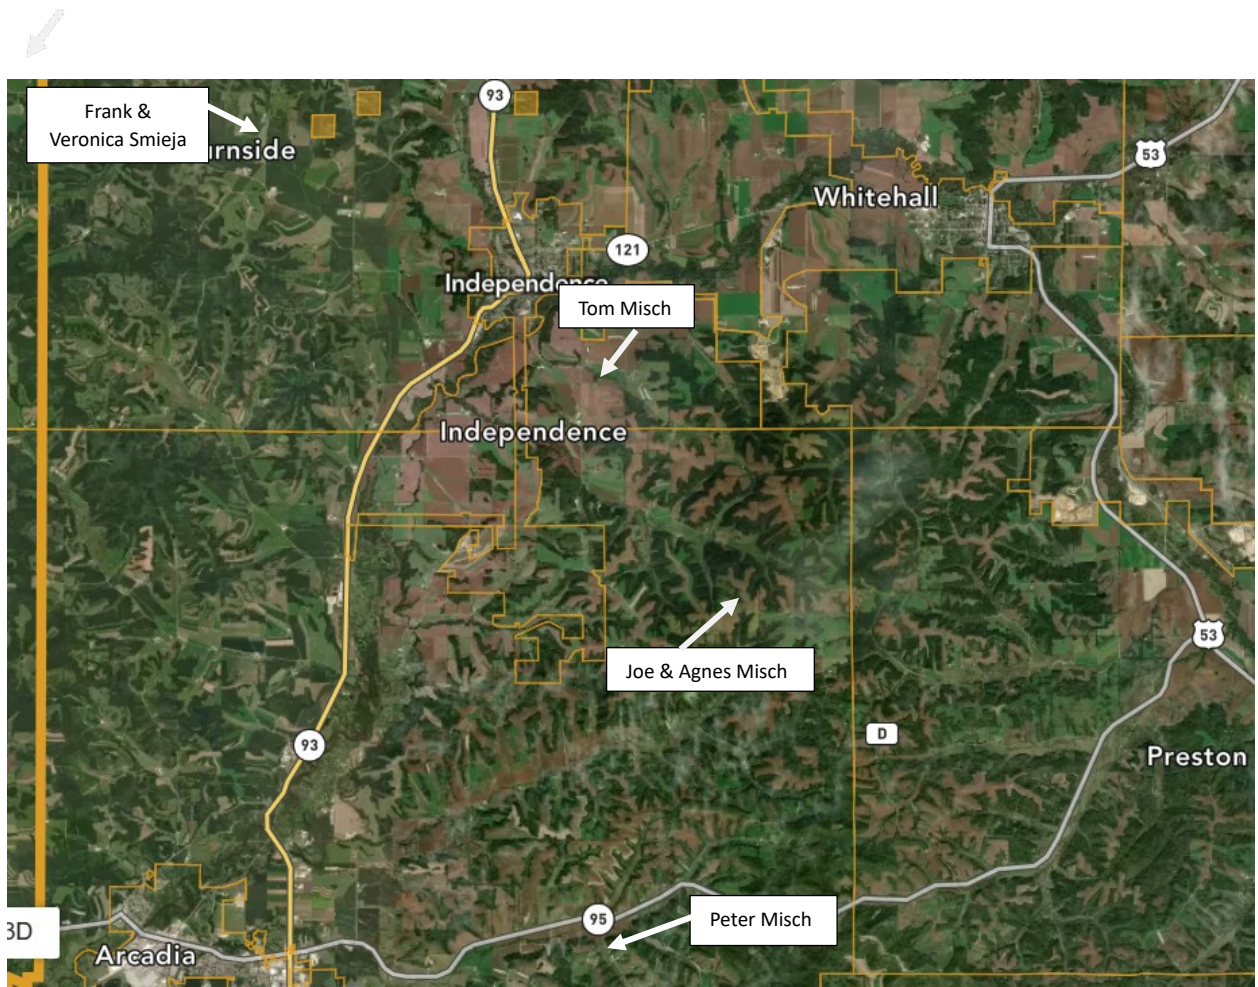 93
Frank &
Veronica Smieja
urnside
53
Whitehall
121
Independence
Tom Misch
Independence
53
Joe & Agnes Misch
D
93
Preston
95
Peter Misch
3D
Arcadia